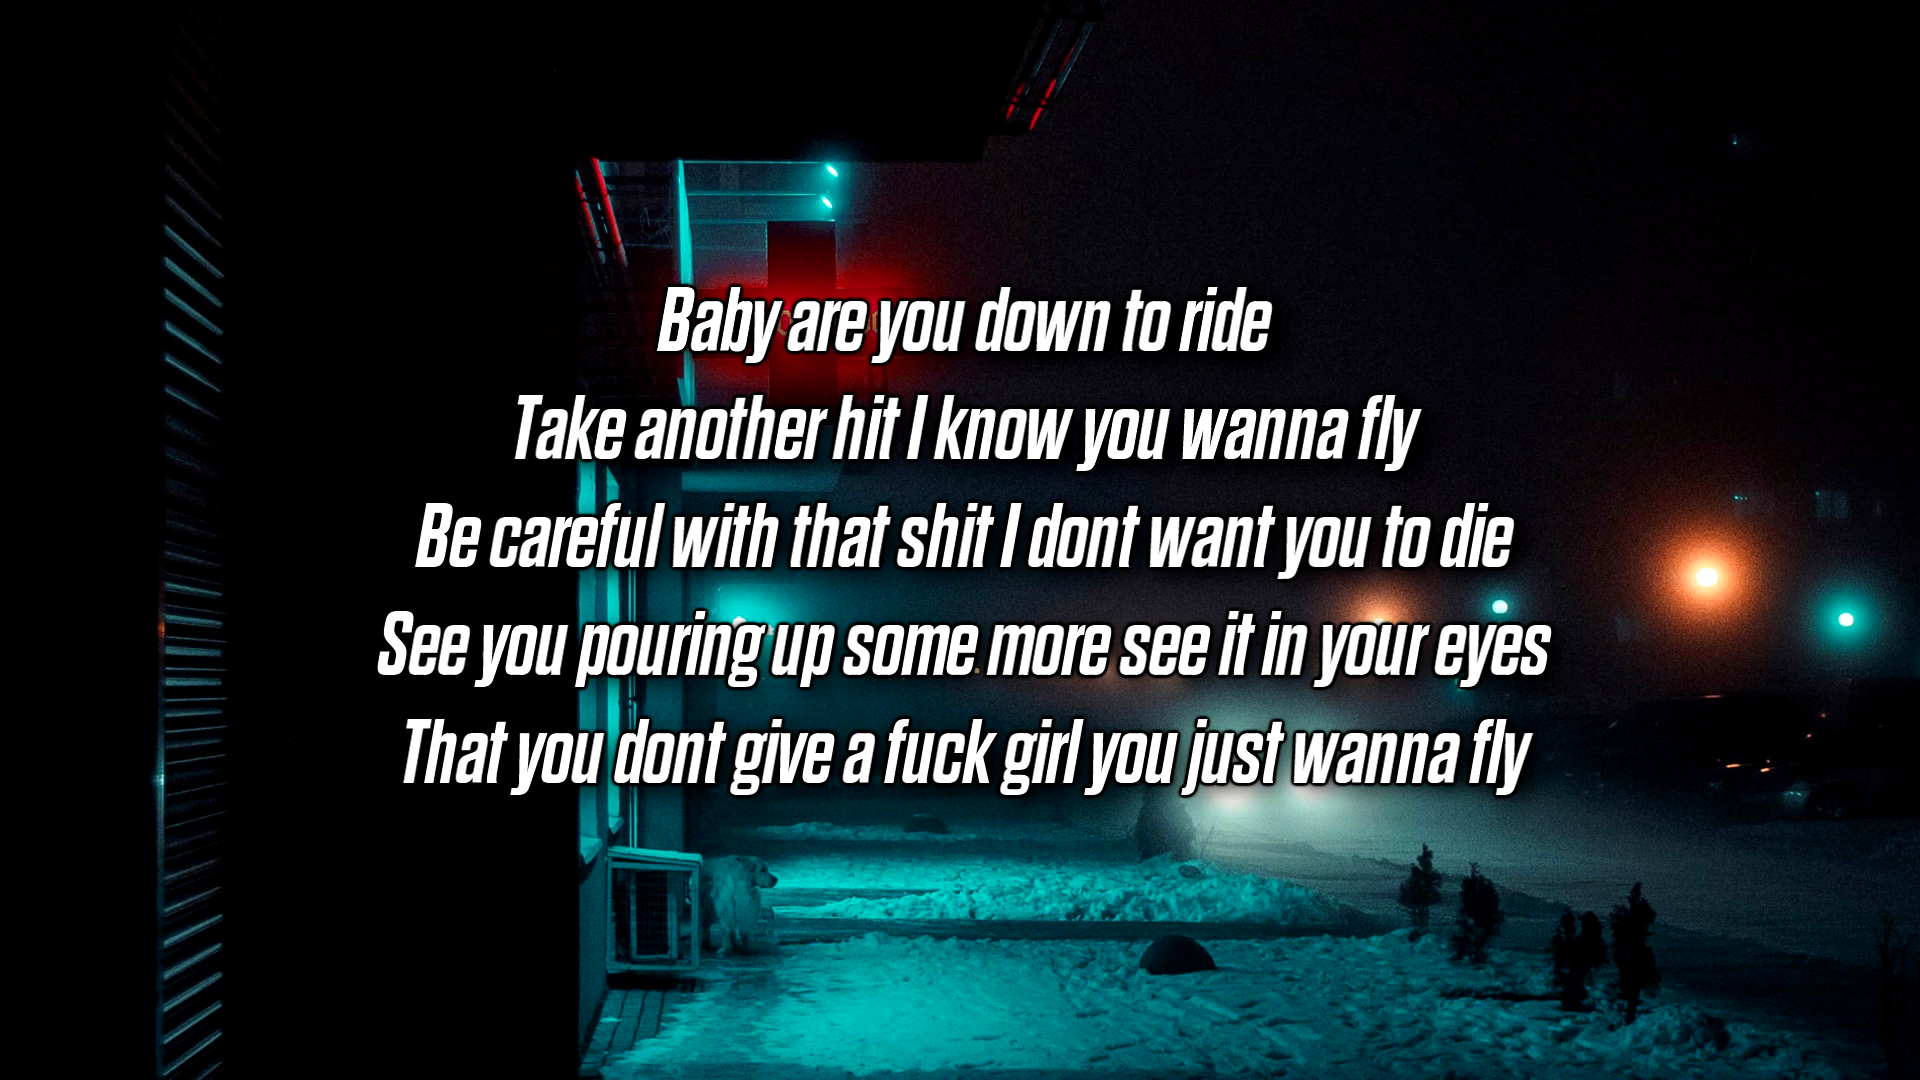 Baby are you down to ride
Take another hit I know you wanna fly
Be careful with that shit I dont want you to die
See you pouring up some more see it in your eyes
That you dont give a fuck girl you just wanna fly